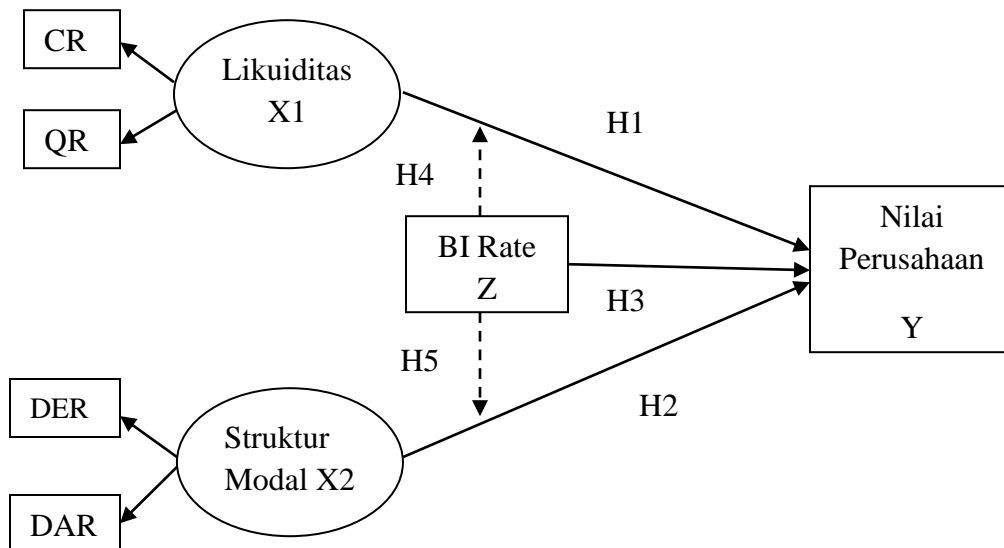 CR
Likuiditas
X1
QR
H1
H4
BI Rate
Z
H3
Nilai
Perusahaan
Y
H5
H2
DER
Struktur
Modal X2
DAR